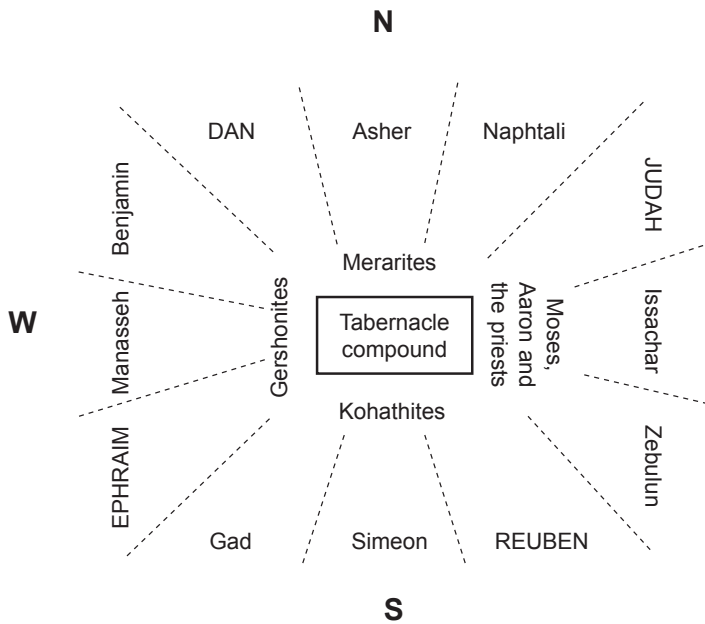 N
DAN
Asher
Naphtali
Benjamin
JUDAH
Merarites
W
Manasseh
Gershonites
Tabernacle
compound
Moses,
Aaron and
the priests
Issachar
Kohathites
EPHRAIM
Zebulun
Gad
Simeon
REUBEN
S